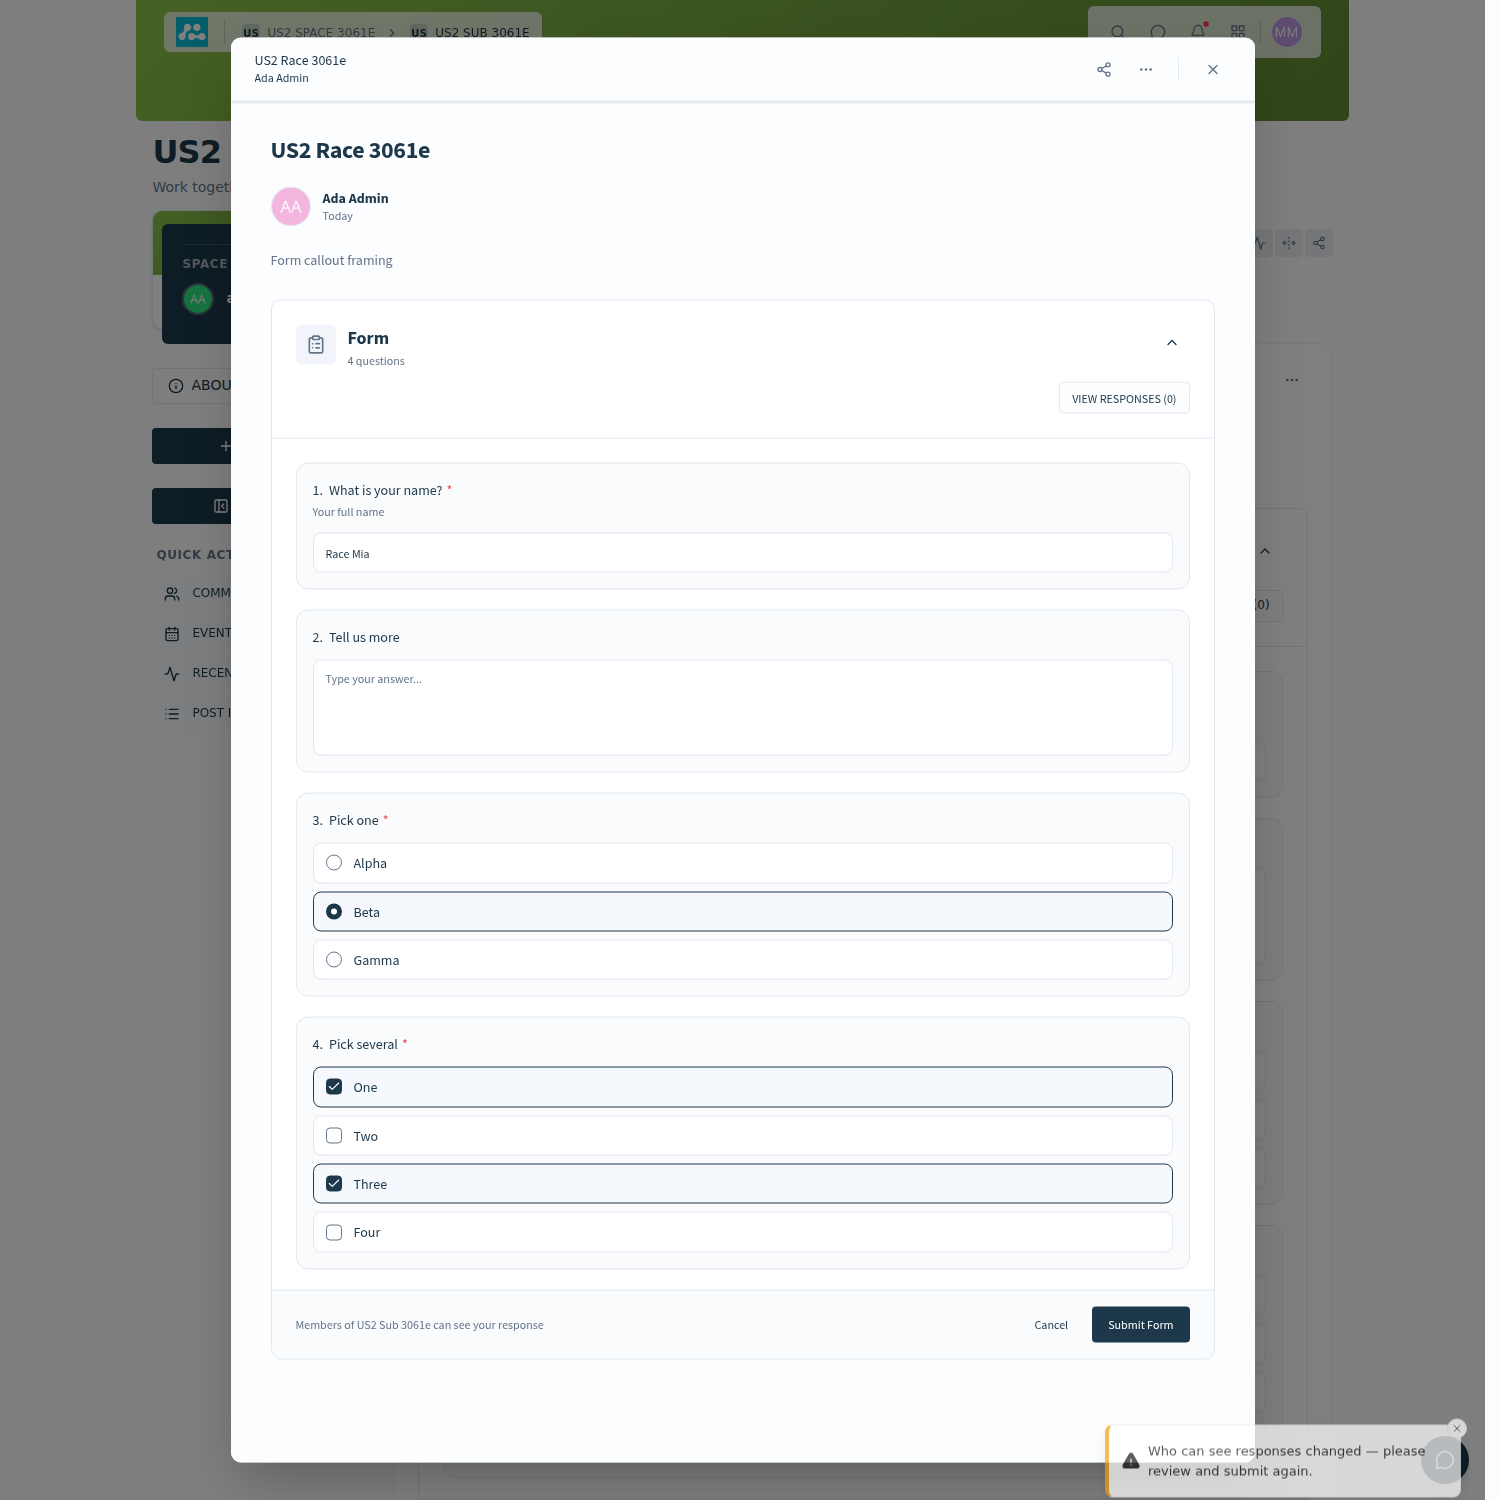 US US2 SPACE 3061E > US US2 SUB 3061E
MM
US2 Race 3061e
Ada Admin
US2
Work toget
SPACE
AA
ABOU
QUICK ACT
COMM
EVENT
RECEN
POST I
US2 Race 3061e
AA
Ada Admin
Today
Form callout framing
Form
4 questions
VIEW RESPONSES (0)
(0)
1. What is your name? *
Your full name
Race Mia
2. Tell us more
Type your answer...
3. Pick one *
Alpha
Beta
Gamma
4. Pick several *
One
Two
Three
Four
Members of US2 Sub 3061e can see your response
Cancel
Submit Form
Who can see responses changed — please
review and submit again.